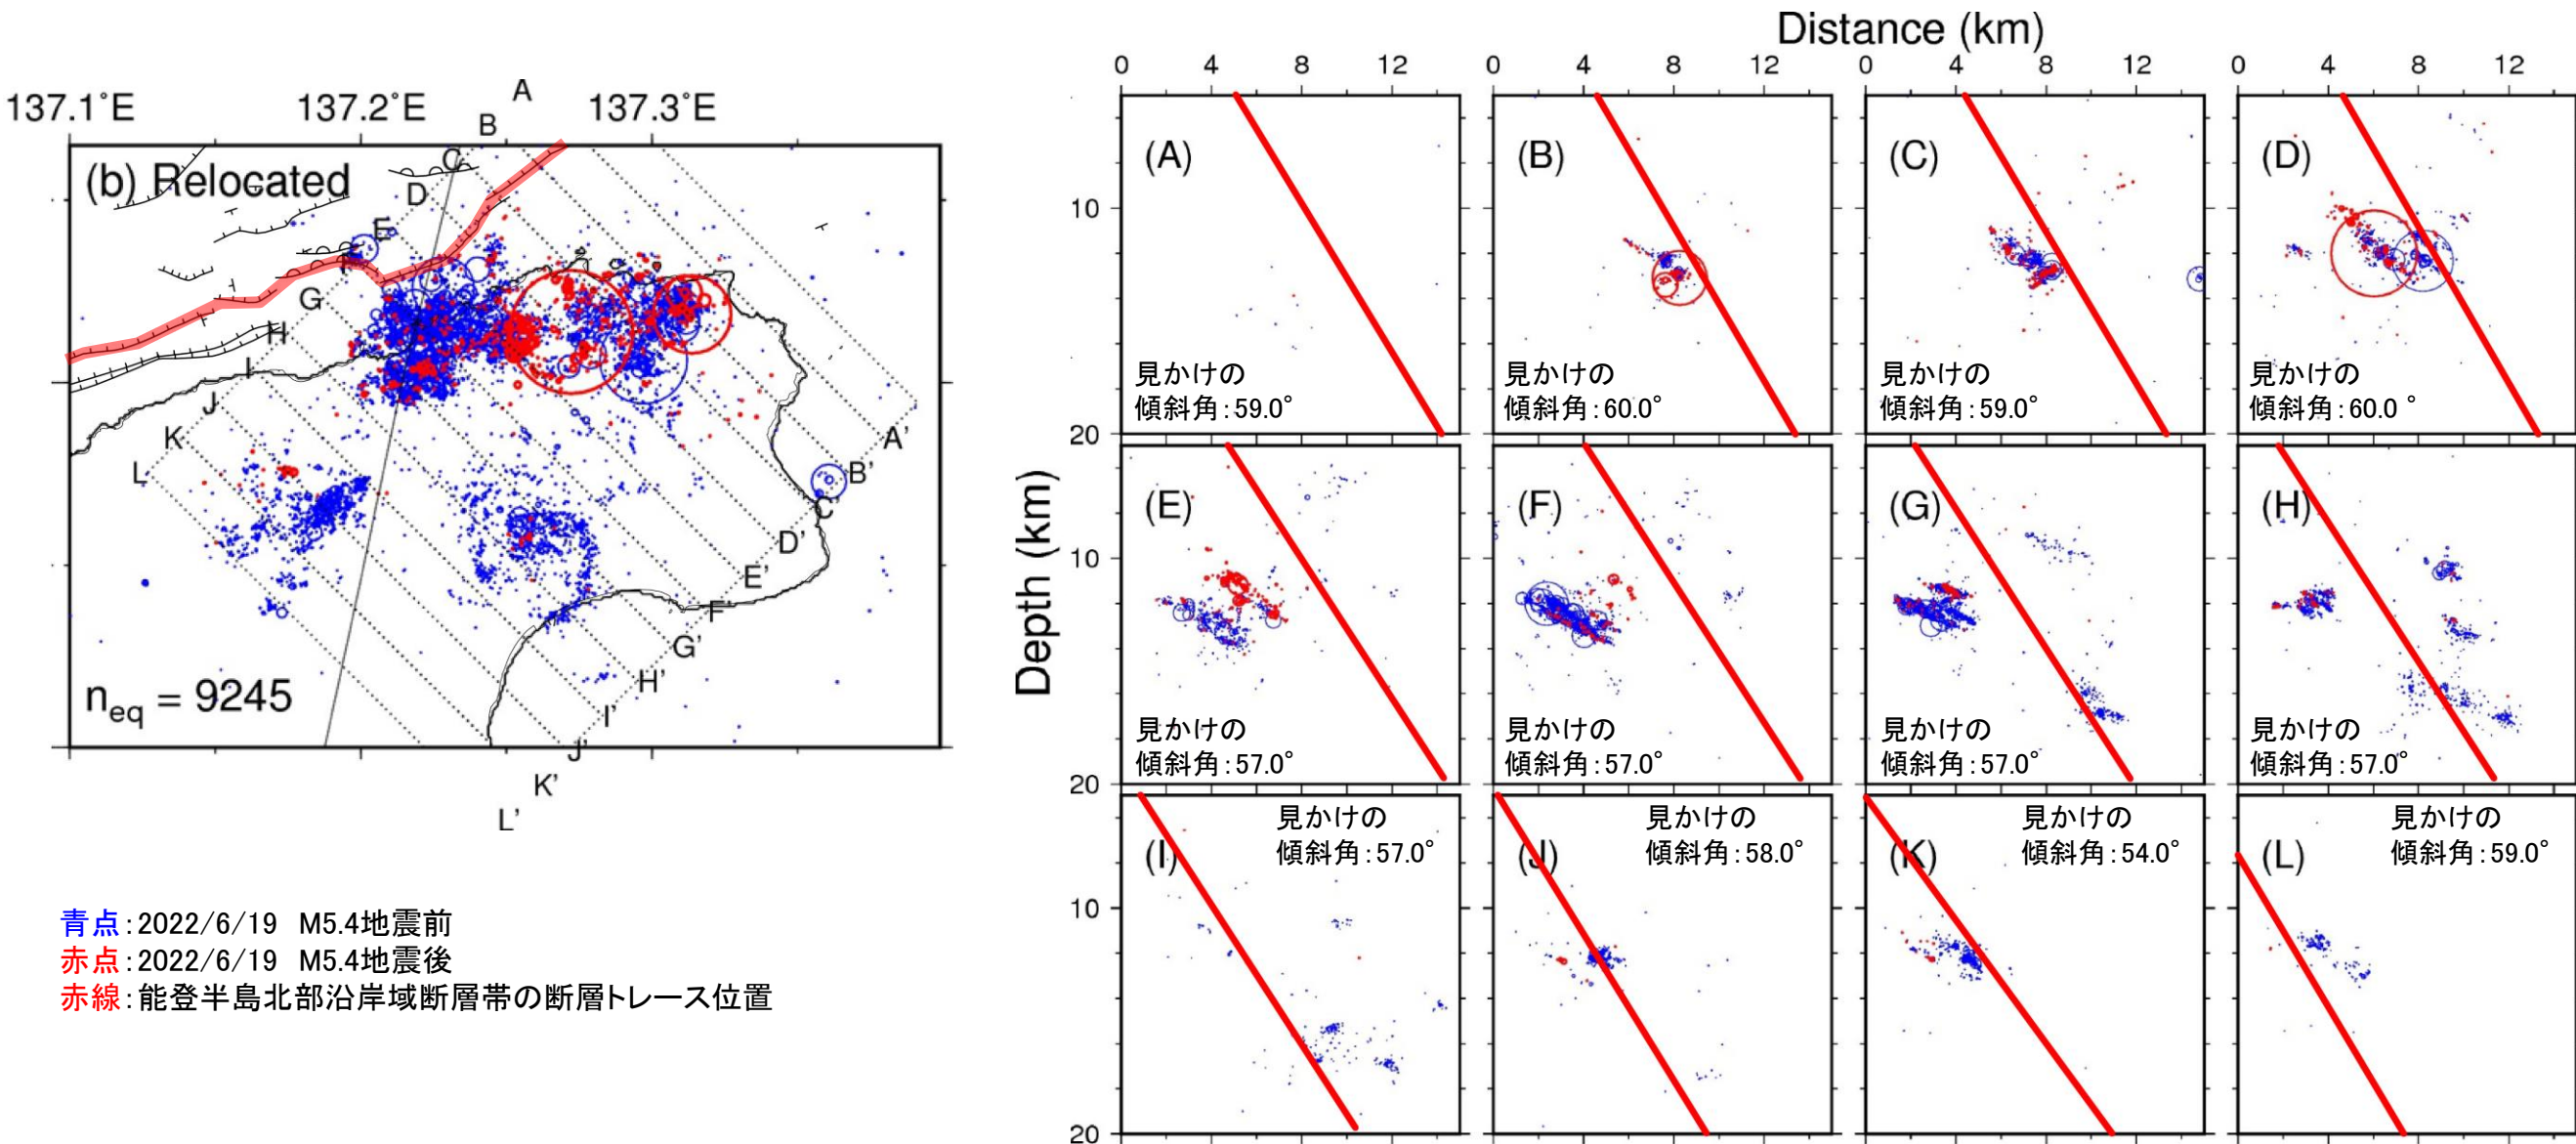 137.1°E 137.2°E 137.3°E
A
B
(b) Relocated
C
D
E
F
G
H
I
J
K
L
A'
B'
C'
D'
E'
F'
G'
H'
I'
J'
K'
L'
n_eq = 9245
青点:2022/6/19 M5.4地震前
赤点:2022/6/19 M5.4地震後
赤線:能登半島北部沿岸域断層帯の断層トレース位置
Distance (km)
0 4 8 12 0 4 8 12 0 4 8 12 0 4 8 12
Depth (km)
10
20
(A)
見かけの
傾斜角:59.0°
(B)
見かけの
傾斜角:60.0°
(C)
見かけの
傾斜角:59.0°
(D)
見かけの
傾斜角:60.0 °
10
20
(E)
見かけの
傾斜角:57.0°
(F)
見かけの
傾斜角:57.0°
(G)
見かけの
傾斜角:57.0°
(H)
見かけの
傾斜角:57.0°
10
20
(I)
見かけの
傾斜角:57.0°
(J)
見かけの
傾斜角:58.0°
(K)
見かけの
傾斜角:54.0°
(L)
見かけの
傾斜角:59.0°